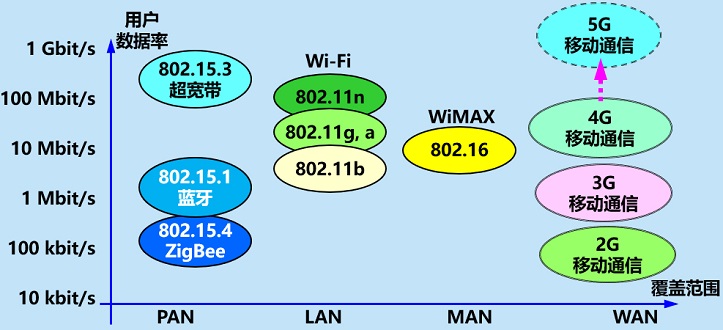 用户
数据率
1 Gbit/s
100 Mbit/s
10 Mbit/s
1 Mbit/s
100 kbit/s
10 kbit/s
802.15.3
超宽带
802.15.1
蓝牙
802.15.4
ZigBee
Wi-Fi
802.11n
802.11g, a
802.11b
WiMAX
802.16
5G
移动通信
4G
移动通信
3G
移动通信
2G
移动通信
覆盖范围
PAN
LAN
MAN
WAN